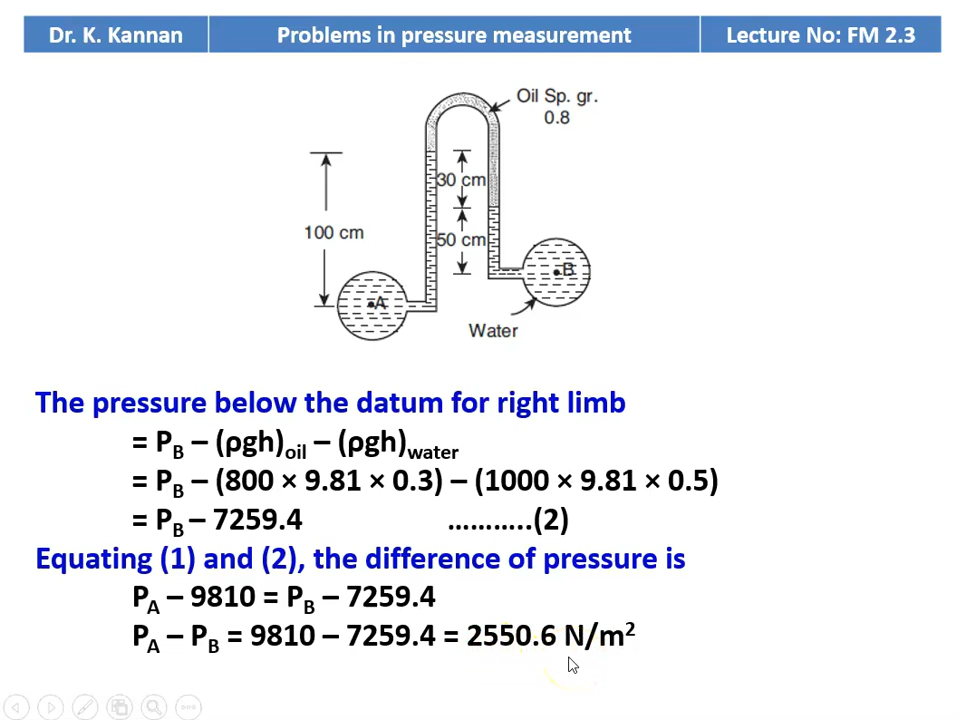 Dr. K. Kannan Problems in pressure measurement Lecture No: FM 2.3
Oil Sp. gr.
0.8
30 cm
100 cm
50 cm
B
A
Water
The pressure below the datum for right limb
= P_B – (ρgh)_oil – (ρgh)_water
= P_B – (800 × 9.81 × 0.3) – (1000 × 9.81 × 0.5)
= P_B – 7259.4 ………..(2)
Equating (1) and (2), the difference of pressure is
P_A – 9810 = P_B – 7259.4
P_A – P_B = 9810 – 7259.4 = 2550.6 N/m²